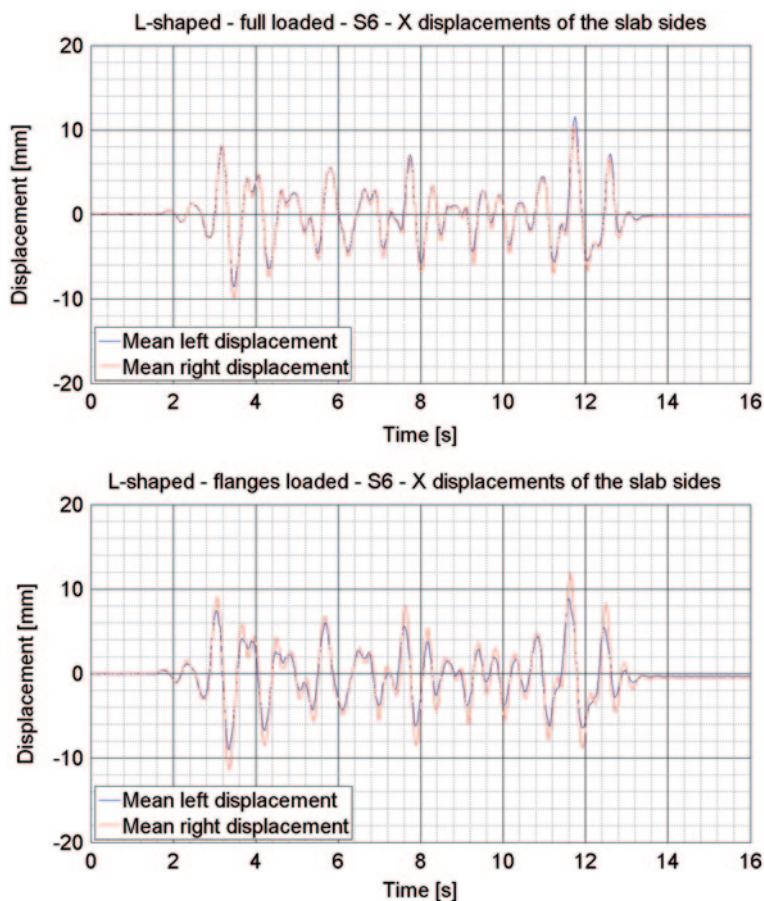 L-shaped - full loaded - S6 - X displacements of the slab sides
20
10
0
-10
-20
Displacement [mm]
Mean left displacement
Mean right displacement
0 2 4 6 8 10 12 14 16
Time [s]
L-shaped - flanges loaded - S6 - X displacements of the slab sides
20
10
0
-10
-20
Displacement [mm]
Mean left displacement
Mean right displacement
0 2 4 6 8 10 12 14 16
Time [s]